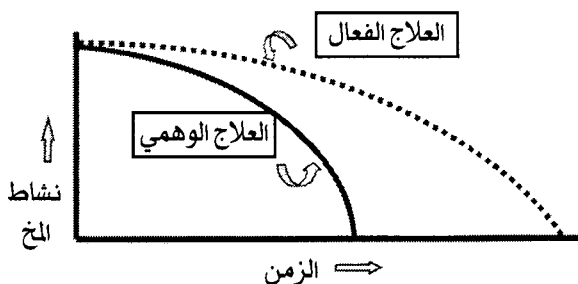 العلاج الفعال
العلاج الوهمي
نشاط
المخ
الزمن